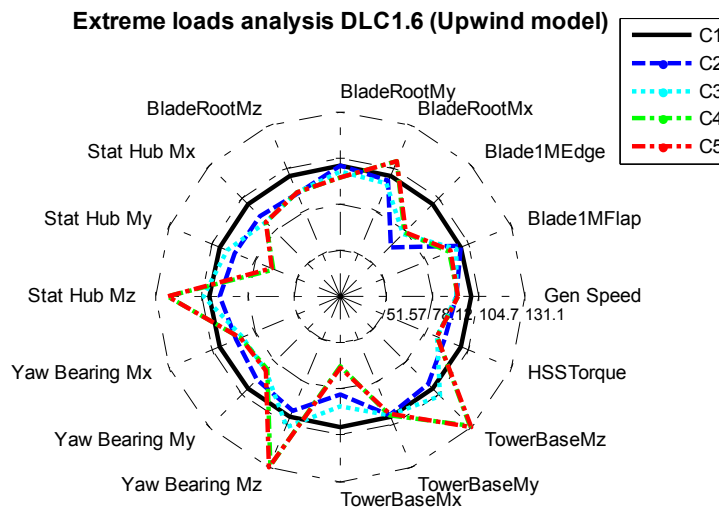 Extreme loads analysis DLC1.6 (Upwind model)
C1
C2
C3
C4
C5
BladeRootMy
BladeRootMz
BladeRootMx
Stat Hub Mx
Blade1MEdge
Stat Hub My
Blade1MFlap
Stat Hub Mz
Gen Speed
51.57 78.12 104.7 131.1
Yaw Bearing Mx
HSSTorque
Yaw Bearing My
TowerBaseMz
Yaw Bearing Mz
TowerBaseMy
TowerBaseMx